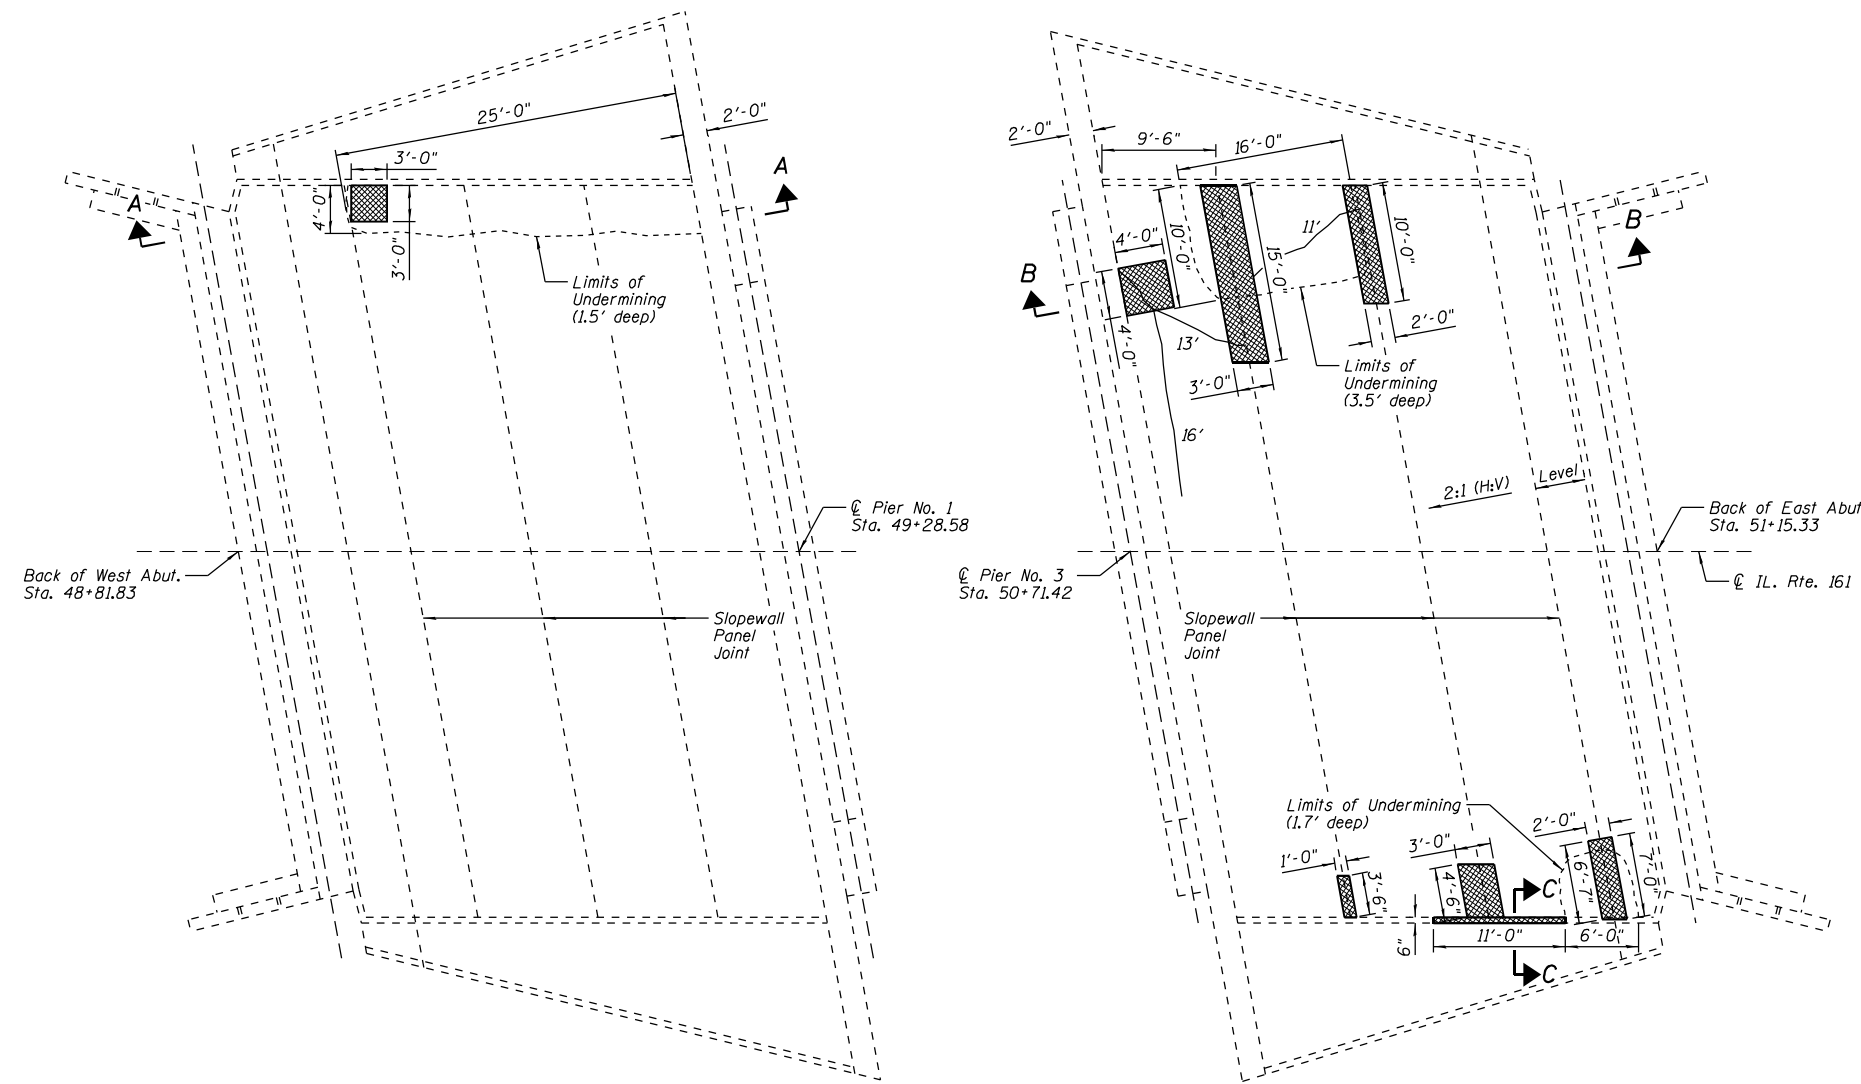 25'-0"
2'-0"
3'-0"
4'-0"
3'-0"
A
A
Limits of
Undermining
(1.5' deep)
℄ Pier No. 1
Sta. 49+28.58
Back of West Abut.
Sta. 48+81.83
Slopewall
Panel
Joint
2'-0"
9'-6"
16'-0"
4'-0"
10'-0"
15'-0"
11'
10'-0"
B
B
4'-0"
13'
2'-0"
3'-0"
Limits of
Undermining
(3.5' deep)
16'
2:1 (H:V)
Level
Back of East Abut
Sta. 51+15.33
℄ Pier No. 3
Sta. 50+71.42
℄ IL. Rte. 161
Slopewall
Panel
Joint
Limits of Undermining
(1.7' deep)
2'-0"
3'-0"
1'-0"
3'-6"
4'-6"
6'-7"
7'-0"
C
6"
11'-0"
6'-0"
C